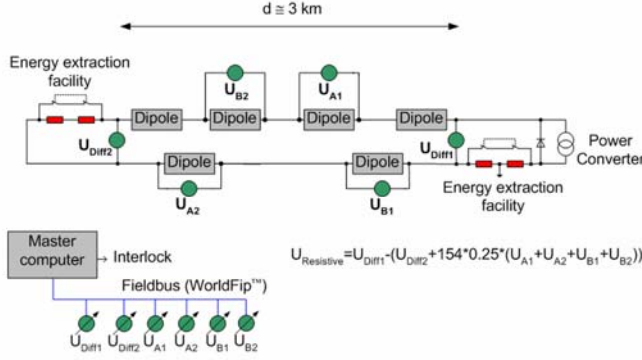 d ≅ 3 km
Energy extraction
facility
U_B2
U_A1
Dipole
Dipole
Dipole
Dipole
U_Diff2
U_Diff1
Power
Converter
Dipole
Dipole
U_A2
U_B1
Energy extraction
facility
Master
computer
Interlock
U_Resistive=U_Diff1-(U_Diff2+154*0.25*(U_A1+U_A2+U_B1+U_B2))
Fieldbus (WorldFip™)
U_Diff1 U_Diff2 U_A1 U_A2 U_B1 U_B2